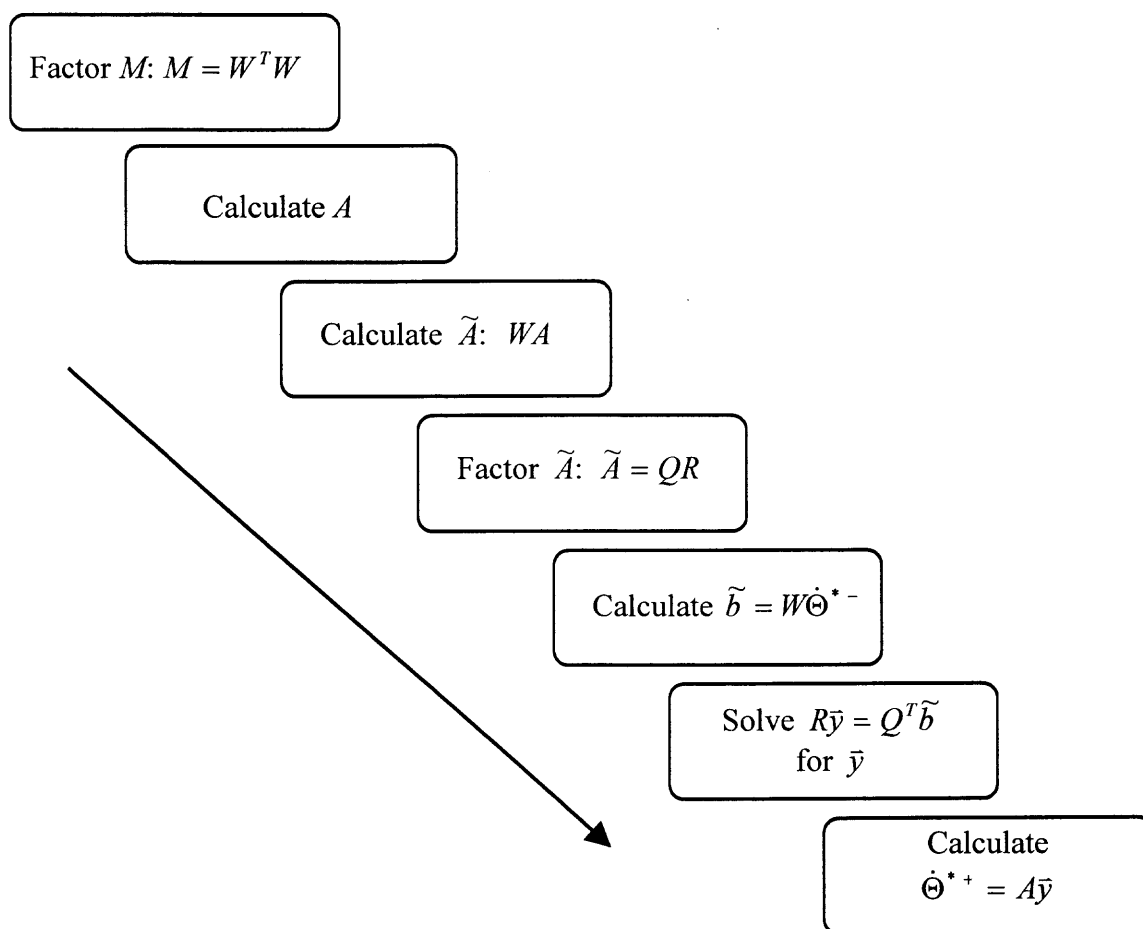 Factor M: M = W^T W
Calculate A
Calculate Ã: WA
Factor Ã: Ã = QR
Calculate b̃ = WΘ̇^{* -}
Solve Rȳ = Q^T b̃
for ȳ
Calculate
Θ̇^{* +} = Aȳ